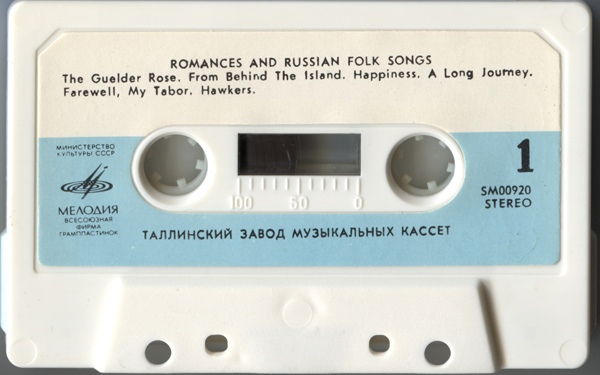 ROMANCES AND RUSSIAN FOLK SONGS
The Guelder Rose. From Behind The Island. Happiness. A Long Journey.
Farewell, My Tabor. Hawkers.
МИНИСТЕРСТВО
КУЛЬТУРЫ СССР
МЕЛОДИЯ
ВСЕСОЮЗНАЯ
ФИРМА
ГРАМПЛАСТИНОК
1
SM00920
STEREO
100 50 0
ТАЛЛИНСКИЙ ЗАВОД МУЗЫКАЛЬНЫХ КАССЕТ